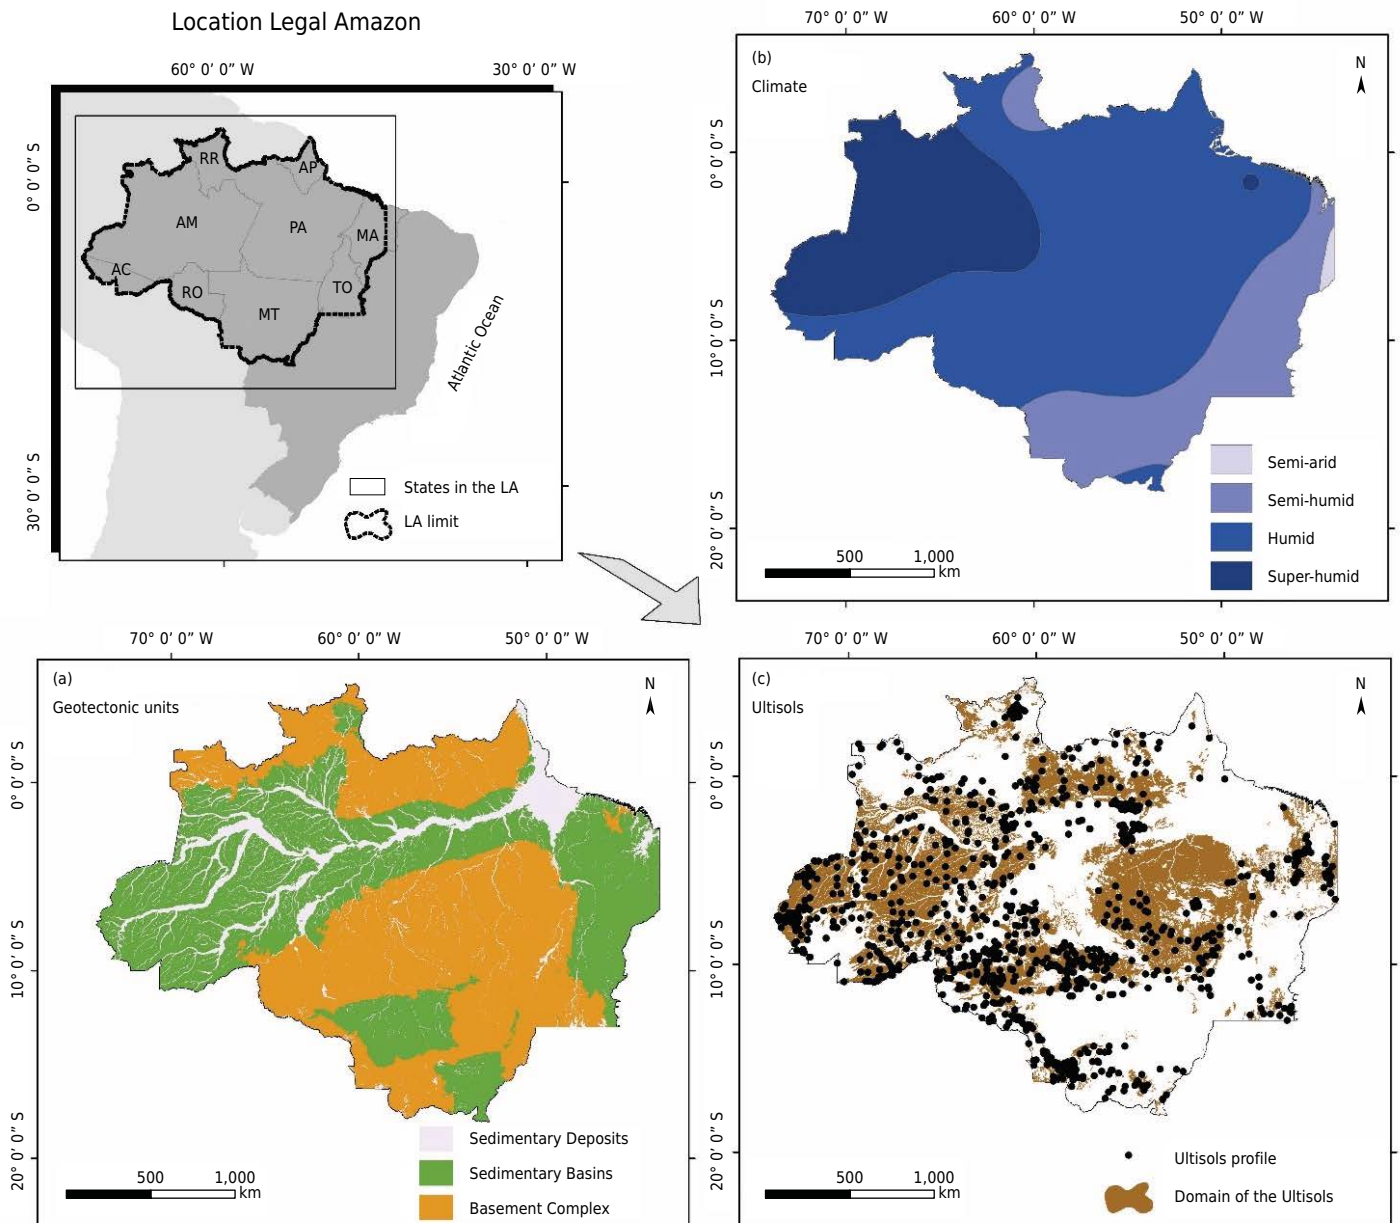 Location Legal Amazon
60° 0’ 0” W
30° 0’ 0” W
0° 0’ 0” S
30° 0’ 0” S
RR
AP
AM
PA
MA
AC
RO
TO
MT
Atlantic Ocean
States in the LA
LA limit
70° 0’ 0” W
60° 0’ 0” W
50° 0’ 0” W
(b)
Climate
N
0° 0’ 0” S
10° 0’ 0” S
20° 0’ 0” S
Semi-arid
Semi-humid
Humid
Super-humid
500
1,000
km
70° 0’ 0” W
60° 0’ 0” W
50° 0’ 0” W
(a)
Geotectonic units
N
0° 0’ 0” S
10° 0’ 0” S
20° 0’ 0” S
Sedimentary Deposits
Sedimentary Basins
Basement Complex
500
1,000
km
70° 0’ 0” W
60° 0’ 0” W
50° 0’ 0” W
(c)
Ultisols
N
0° 0’ 0” S
10° 0’ 0” S
20° 0’ 0” S
Ultisols profile
Domain of the Ultisols
500
1,000
km